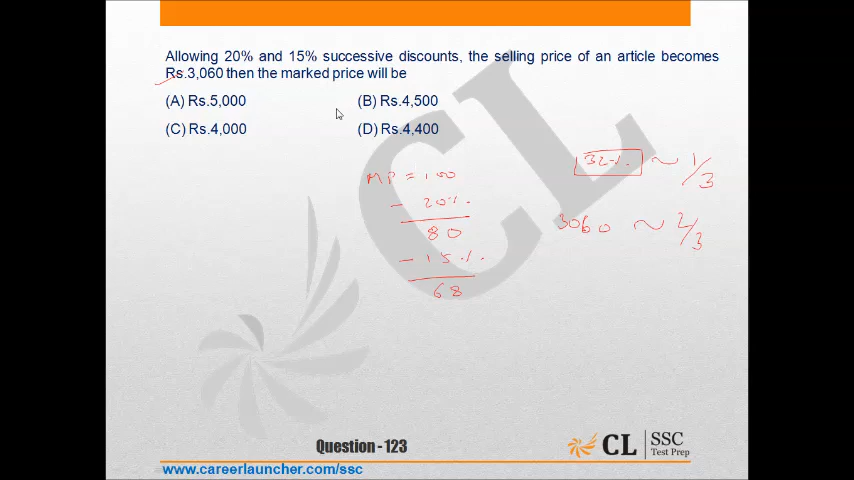 Allowing 20% and 15% successive discounts, the selling price of an article becomes
Rs.3,060 then the marked price will be
(A) Rs.5,000 (B) Rs.4,500
(C) Rs.4,000 (D) Rs.4,400
MP = 100
- 20%
80
- 15%
68
32% ~ 1/3
3060 ~ 2/3
CL
Question - 123
CL SSC
Test Prep
www.careerlauncher.com/ssc